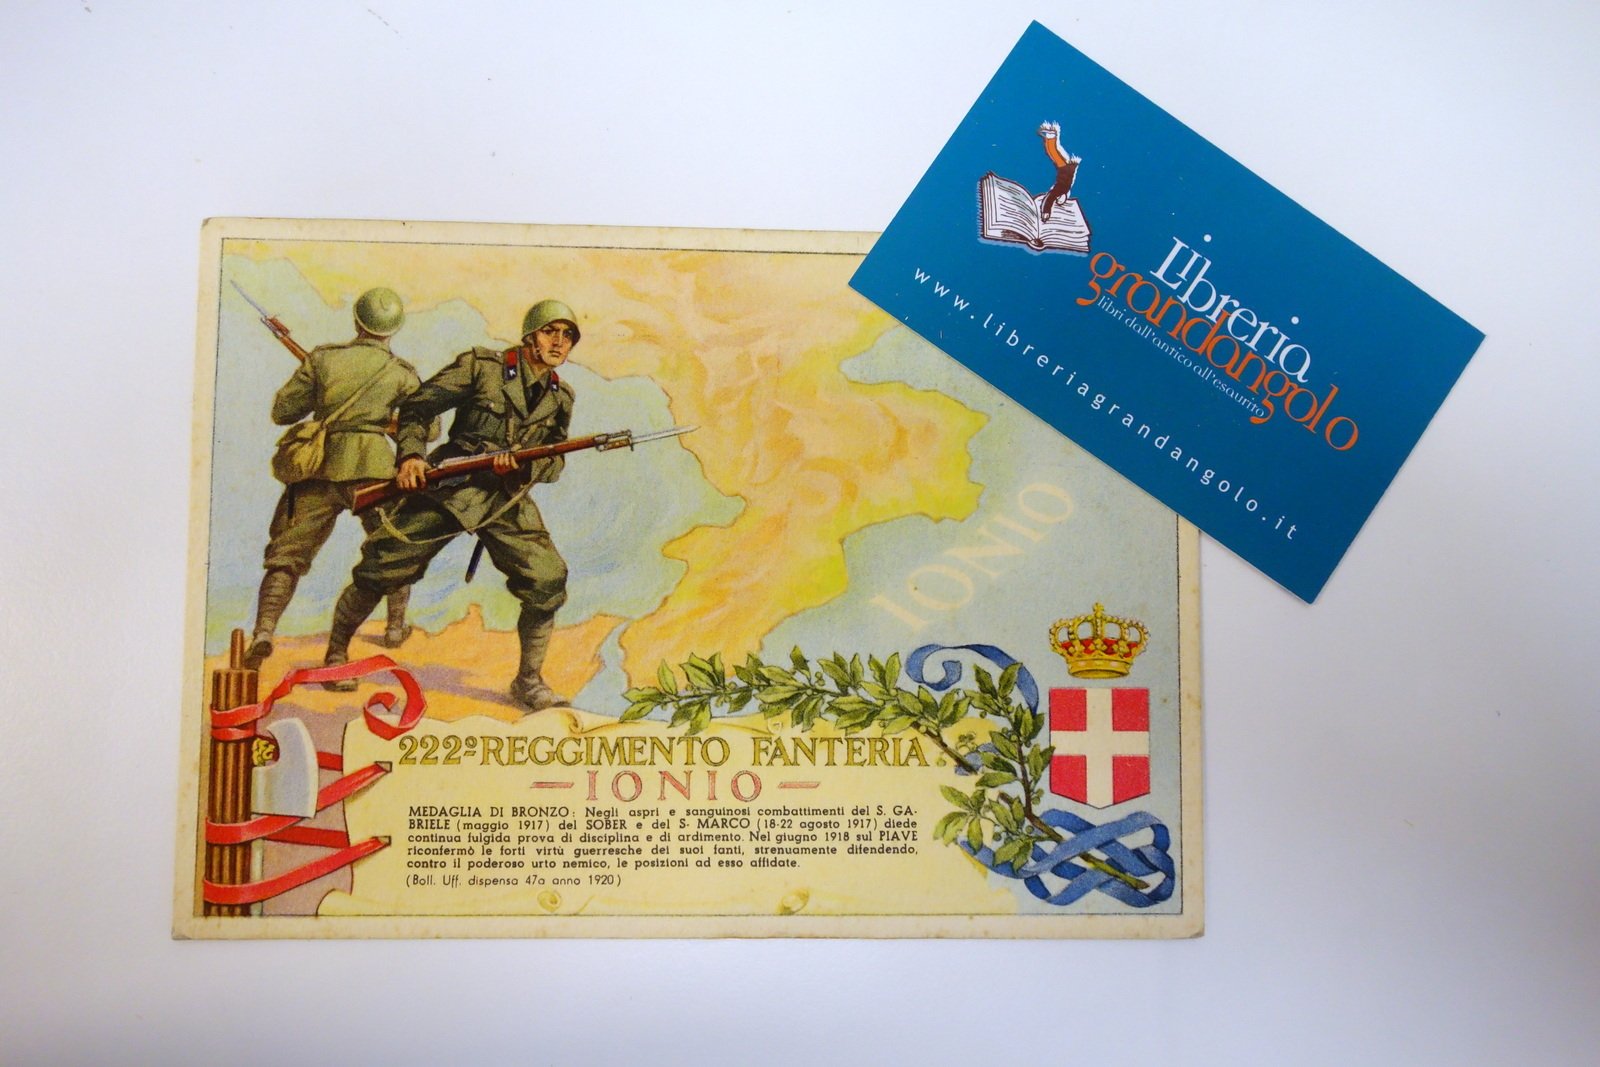 Libreria
grandangolo
libri dall'antico all'esaurito
www.libreriagrandangolo.it
IONIO
222º REGGIMENTO FANTERIA
— IONIO —
MEDAGLIA DI BRONZO: Negli aspri e sanguinosi combattimenti del S. GA-
BRIELE (maggio 1917) del SOBER e del S. MARCO (18-22 agosto 1917) diede
continua fulgida prova di disciplina e di ardimento. Nel giugno 1918 sul PIAVE
riconfermò le forti virtù guerresche dei suoi fanti, strenuamente difendendo,
contro il poderoso urto nemico, le posizioni ad esso affidate.
(Boll. Uff. dispensa 47a anno 1920)